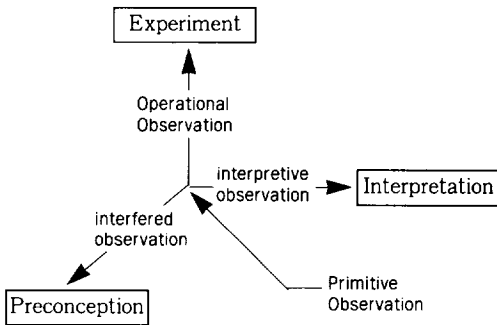 Experiment
Operational
Observation
interpretive
observation
Interpretation
interfered
observation
Primitive
Observation
Preconception